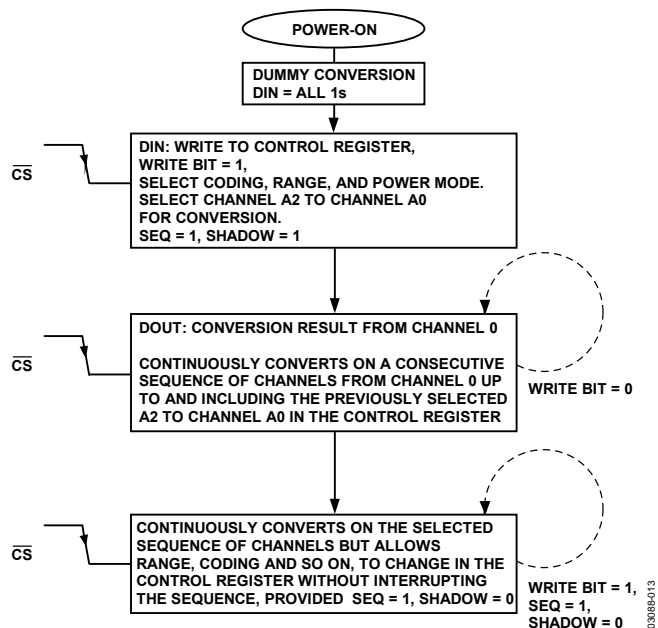 POWER-ON
DUMMY CONVERSION
DIN = ALL 1s
CS
DIN: WRITE TO CONTROL REGISTER,
WRITE BIT = 1,
SELECT CODING, RANGE, AND POWER MODE.
SELECT CHANNEL A2 TO CHANNEL A0
FOR CONVERSION.
SEQ = 1, SHADOW = 1
CS
DOUT: CONVERSION RESULT FROM CHANNEL 0
CONTINUOUSLY CONVERTS ON A CONSECUTIVE
SEQUENCE OF CHANNELS FROM CHANNEL 0 UP
TO AND INCLUDING THE PREVIOUSLY SELECTED
A2 TO CHANNEL A0 IN THE CONTROL REGISTER
WRITE BIT = 0
CS
CONTINUOUSLY CONVERTS ON THE SELECTED
SEQUENCE OF CHANNELS BUT ALLOWS
RANGE, CODING AND SO ON, TO CHANGE IN THE
CONTROL REGISTER WITHOUT INTERRUPTING
THE SEQUENCE, PROVIDED SEQ = 1, SHADOW = 0
WRITE BIT = 1,
SEQ = 1,
SHADOW = 0
03088-013